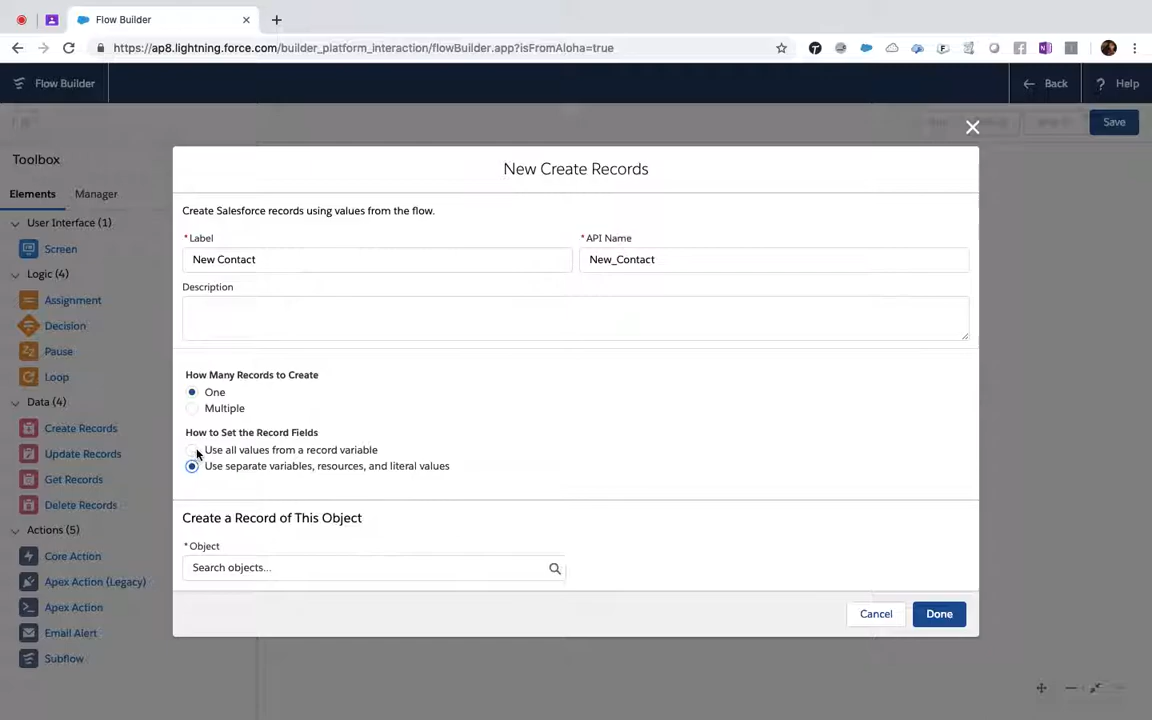 Flow Builder
https://ap8.lightning.force.com/builder_platform_interaction/flowBuilder.app?isFromAloha=true
Flow Builder
Back
? Help
Save
Toolbox
Elements
Manager
User Interface (1)
Screen
Logic (4)
Assignment
Decision
Pause
Loop
Data (4)
Create Records
Update Records
Get Records
Delete Records
Actions (5)
Core Action
Apex Action (Legacy)
Apex Action
Email Alert
Subflow
New Create Records
Create Salesforce records using values from the flow.
*Label
*API Name
New Contact
New_Contact
Description
How Many Records to Create
One
Multiple
How to Set the Record Fields
Use all values from a record variable
Use separate variables, resources, and literal values
Create a Record of This Object
*Object
Search objects...
Cancel
Done